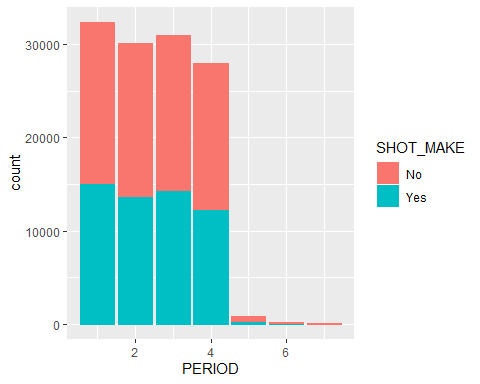 30000
20000
10000
0
count
2 4 6
PERIOD
SHOT_MAKE
No
Yes